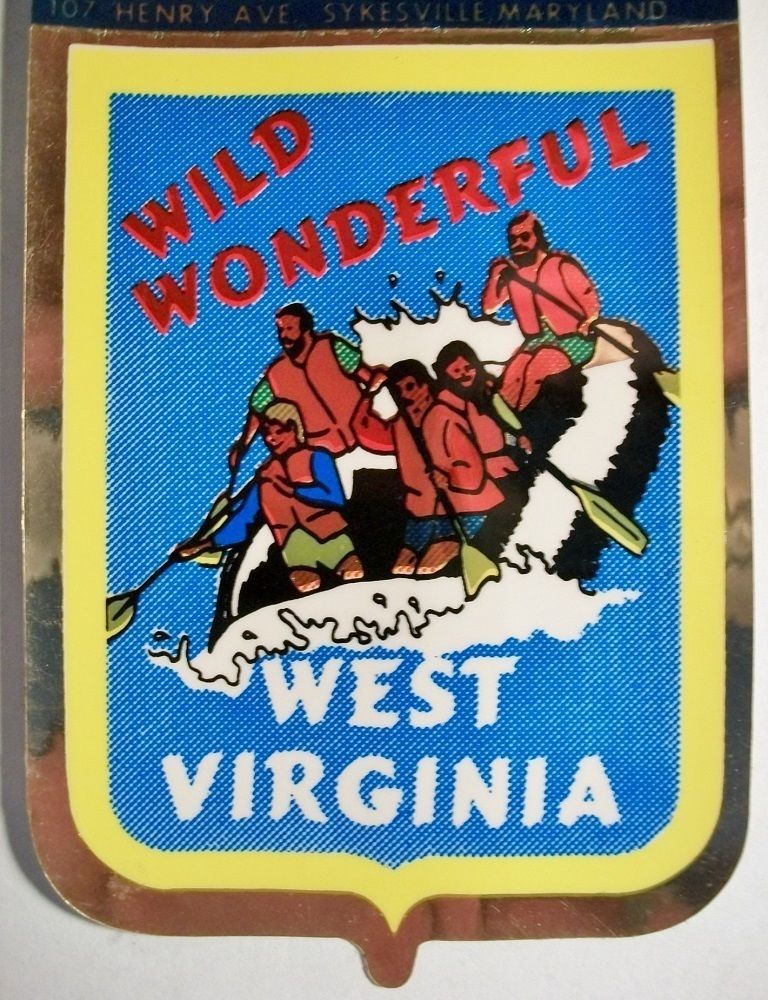 107 HENRY AVE. SYKESVILLE, MARYLAND
WILD
WONDERFUL
WEST
VIRGINIA